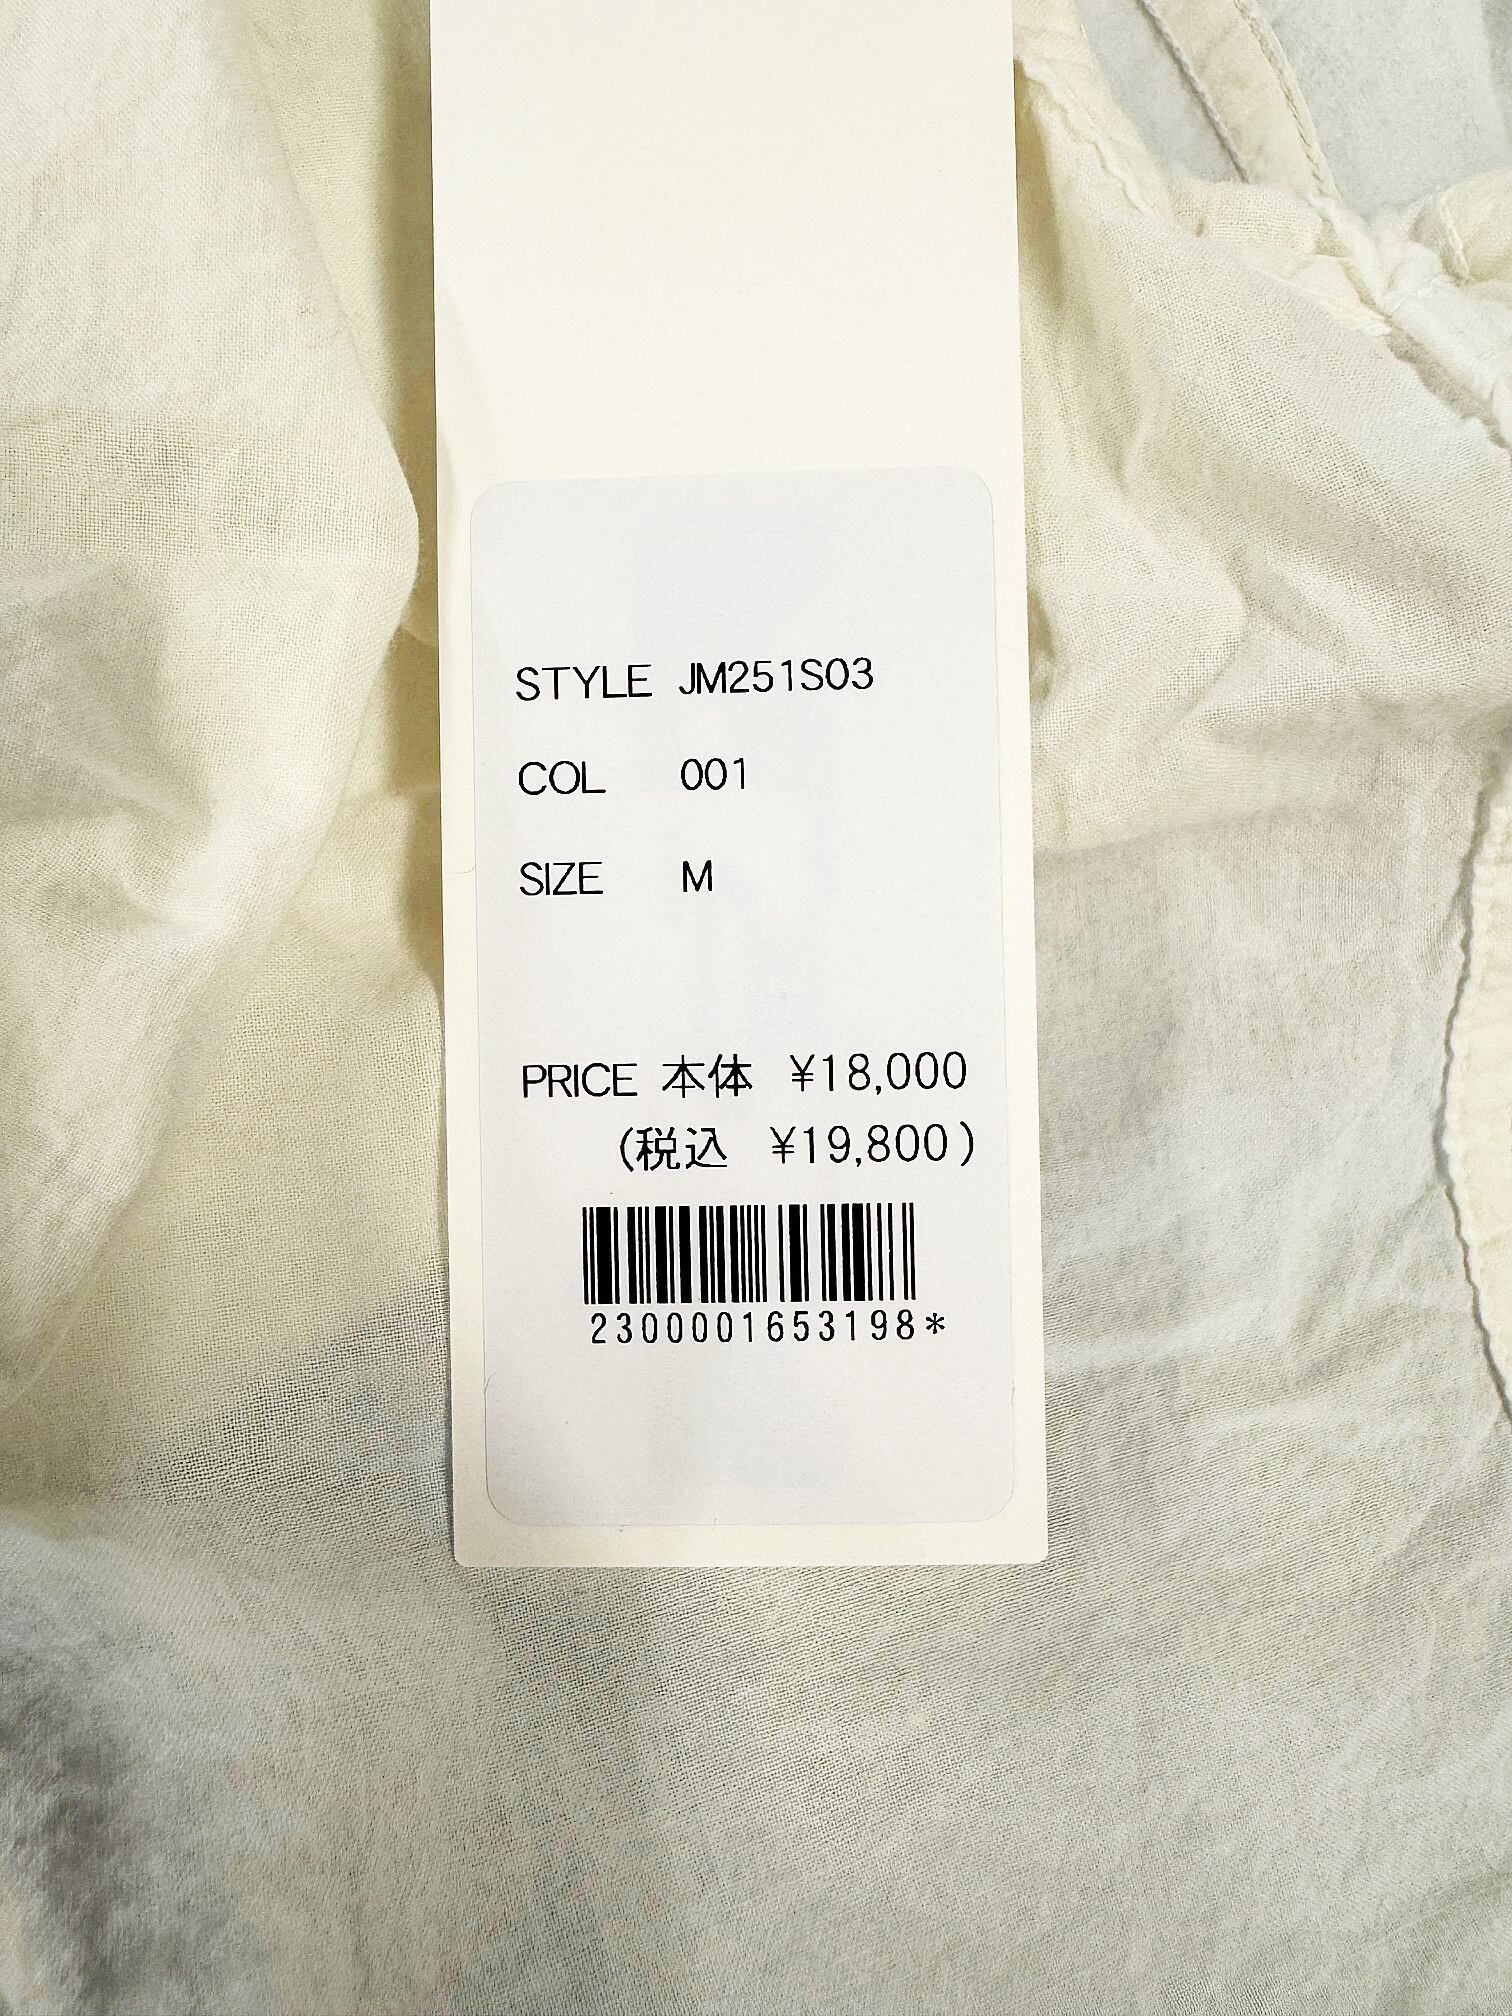 STYLE JM251S03
COL 001
SIZE M
PRICE 本体 ¥18,000
(税込 ¥19,800)
2300001653198*